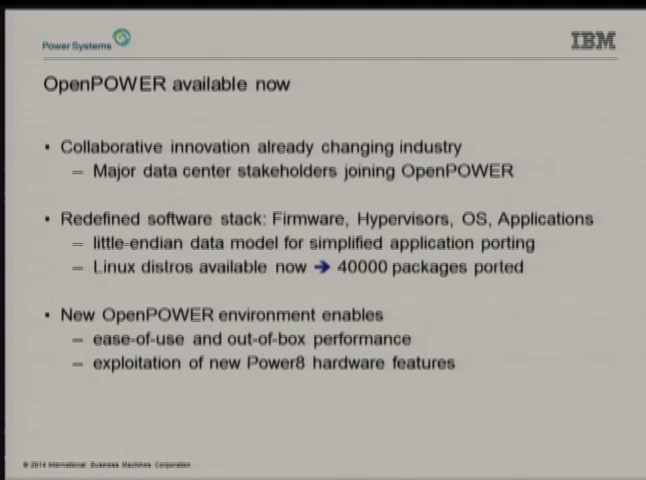 Power Systems
IBM
OpenPOWER available now
• Collaborative innovation already changing industry
– Major data center stakeholders joining OpenPOWER
• Redefined software stack: Firmware, Hypervisors, OS, Applications
– little-endian data model for simplified application porting
– Linux distros available now → 40000 packages ported
• New OpenPOWER environment enables
– ease-of-use and out-of-box performance
– exploitation of new Power8 hardware features
© 2014 International Business Machines Corporation